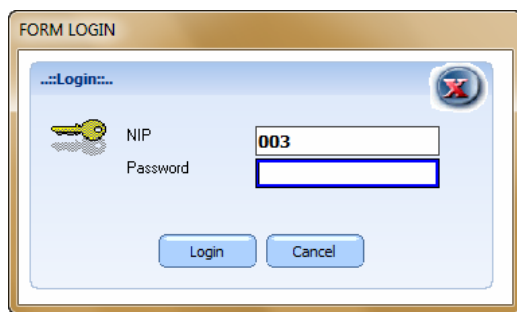 FORM LOGIN
..::Login::..
NIP 003
Password
Login Cancel